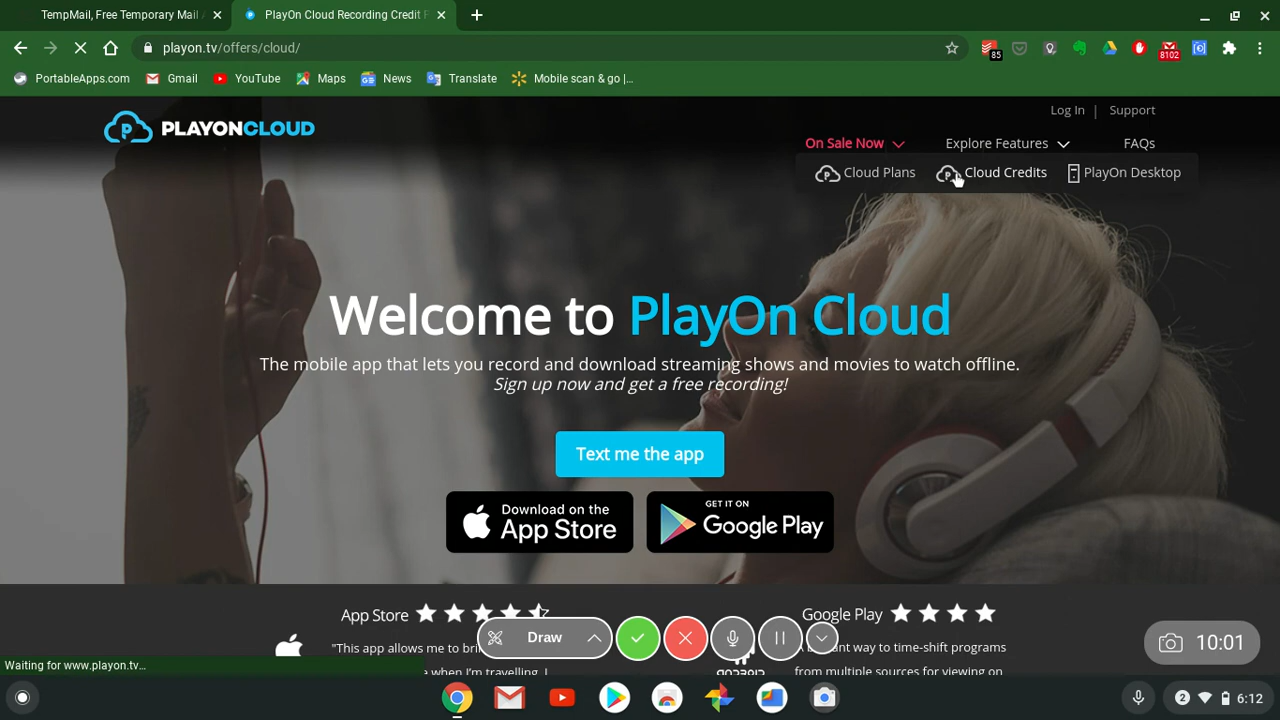 TempMail, Free Temporary Mail
PlayOn Cloud Recording Credit
playon.tv/offers/cloud/
85
8102
PortableApps.com
Gmail
YouTube
Maps
News
Translate
Mobile scan & go |...
Log In | Support
PLAYONCLOUD
On Sale Now
Explore Features
FAQs
Cloud Plans
Cloud Credits
PlayOn Desktop
Welcome to PlayOn Cloud
The mobile app that lets you record and download streaming shows and movies to watch offline.
Sign up now and get a free recording!
Text me the app
Download on the
App Store
GET IT ON
Google Play
App Store
Google Play
Draw
10:01
"This app allows me to
way to time-shift programs
Waiting for www.playon.tv...
when I'm travelling. I
from multiple sources for viewing on
2
6:12